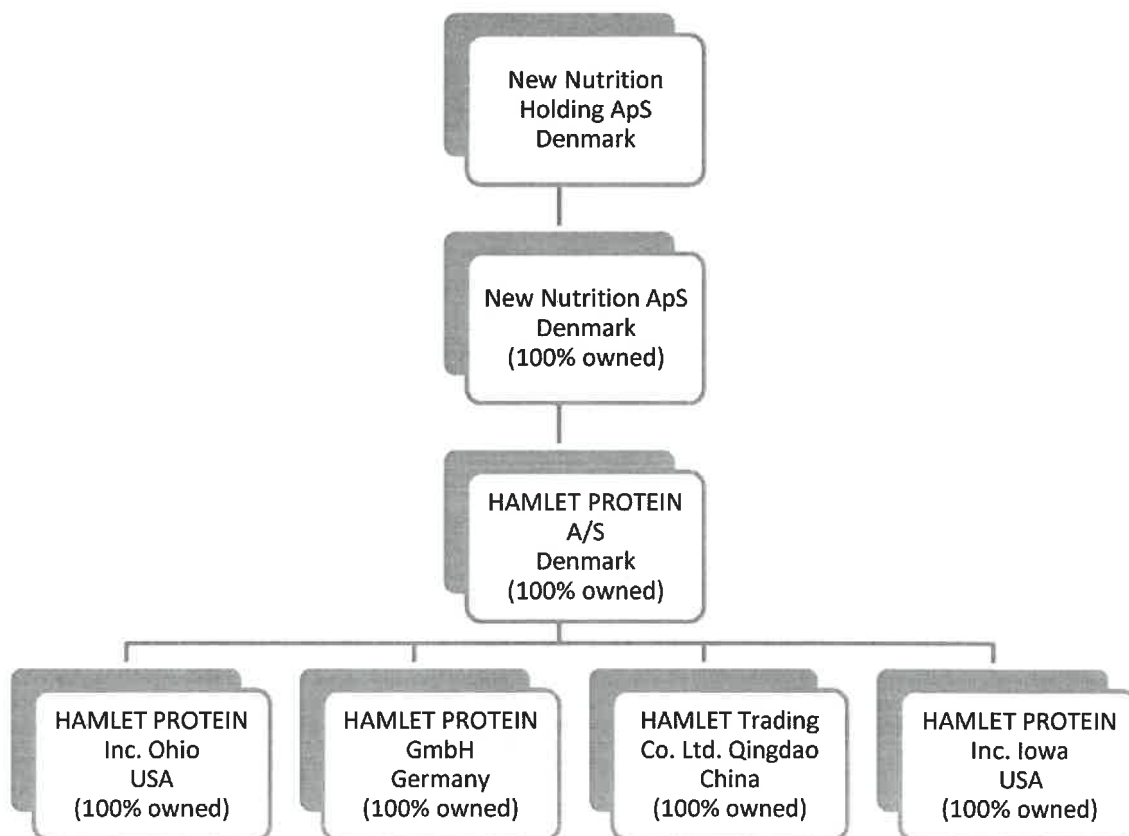 New Nutrition
Holding ApS
Denmark
New Nutrition ApS
Denmark
(100% owned)
HAMLET PROTEIN
A/S
Denmark
(100% owned)
HAMLET PROTEIN
Inc. Ohio
USA
(100% owned)
HAMLET PROTEIN
GmbH
Germany
(100% owned)
HAMLET Trading
Co. Ltd. Qingdao
China
(100% owned)
HAMLET PROTEIN
Inc. Iowa
USA
(100% owned)